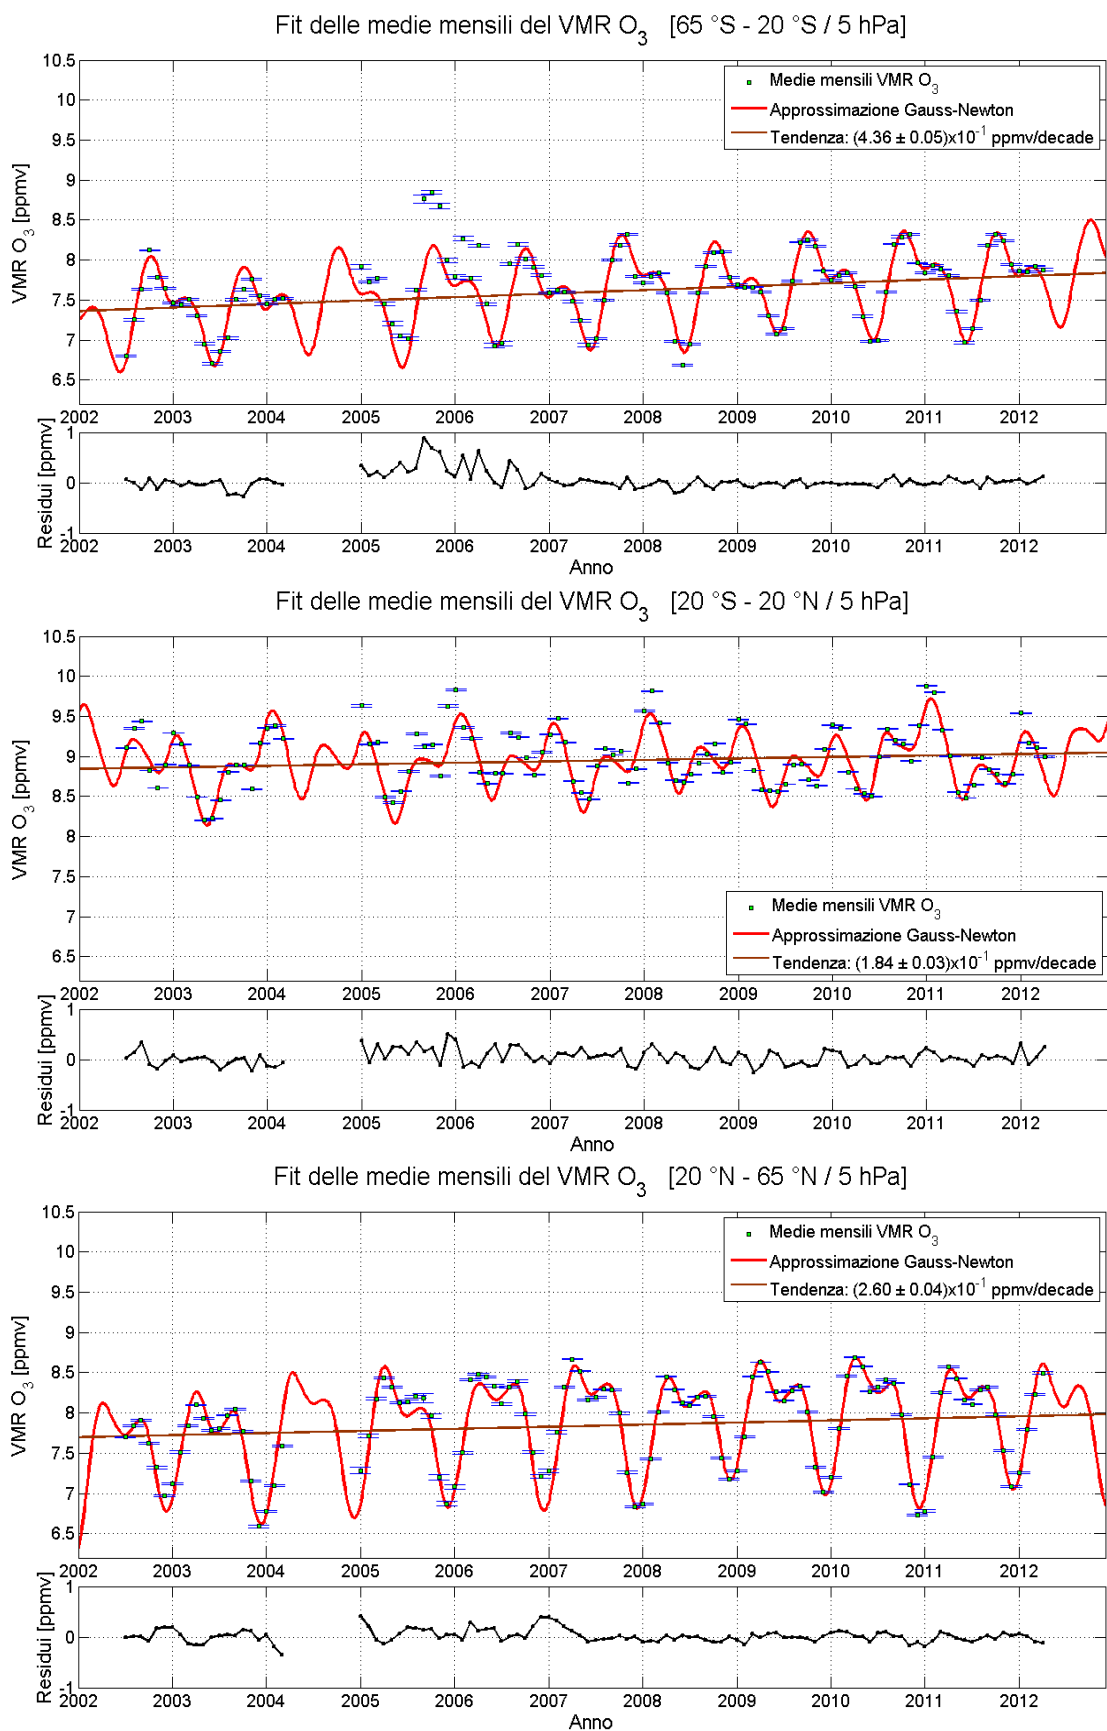 Fit delle medie mensili del VMR O3 [65 °S - 20 °S / 5 hPa]
VMR O3 [ppmv]
10.5
10
9.5
9
8.5
8
7.5
7
6.5
Medie mensili VMR O3
Approssimazione Gauss-Newton
Tendenza: (4.36 ± 0.05)x10-1 ppmv/decade
2002 2003 2004 2005 2006 2007 2008 2009 2010 2011 2012
Residui [ppmv]
1
0
-1
2002 2003 2004 2005 2006 2007 2008 2009 2010 2011 2012
Anno
Fit delle medie mensili del VMR O3 [20 °S - 20 °N / 5 hPa]
VMR O3 [ppmv]
10.5
10
9.5
9
8.5
8
7.5
7
6.5
Medie mensili VMR O3
Approssimazione Gauss-Newton
Tendenza: (1.84 ± 0.03)x10-1 ppmv/decade
2002 2003 2004 2005 2006 2007 2008 2009 2010 2011 2012
Residui [ppmv]
1
0
-1
2002 2003 2004 2005 2006 2007 2008 2009 2010 2011 2012
Anno
Fit delle medie mensili del VMR O3 [20 °N - 65 °N / 5 hPa]
VMR O3 [ppmv]
10.5
10
9.5
9
8.5
8
7.5
7
6.5
Medie mensili VMR O3
Approssimazione Gauss-Newton
Tendenza: (2.60 ± 0.04)x10-1 ppmv/decade
2002 2003 2004 2005 2006 2007 2008 2009 2010 2011 2012
Residui [ppmv]
1
0
-1
2002 2003 2004 2005 2006 2007 2008 2009 2010 2011 2012
Anno